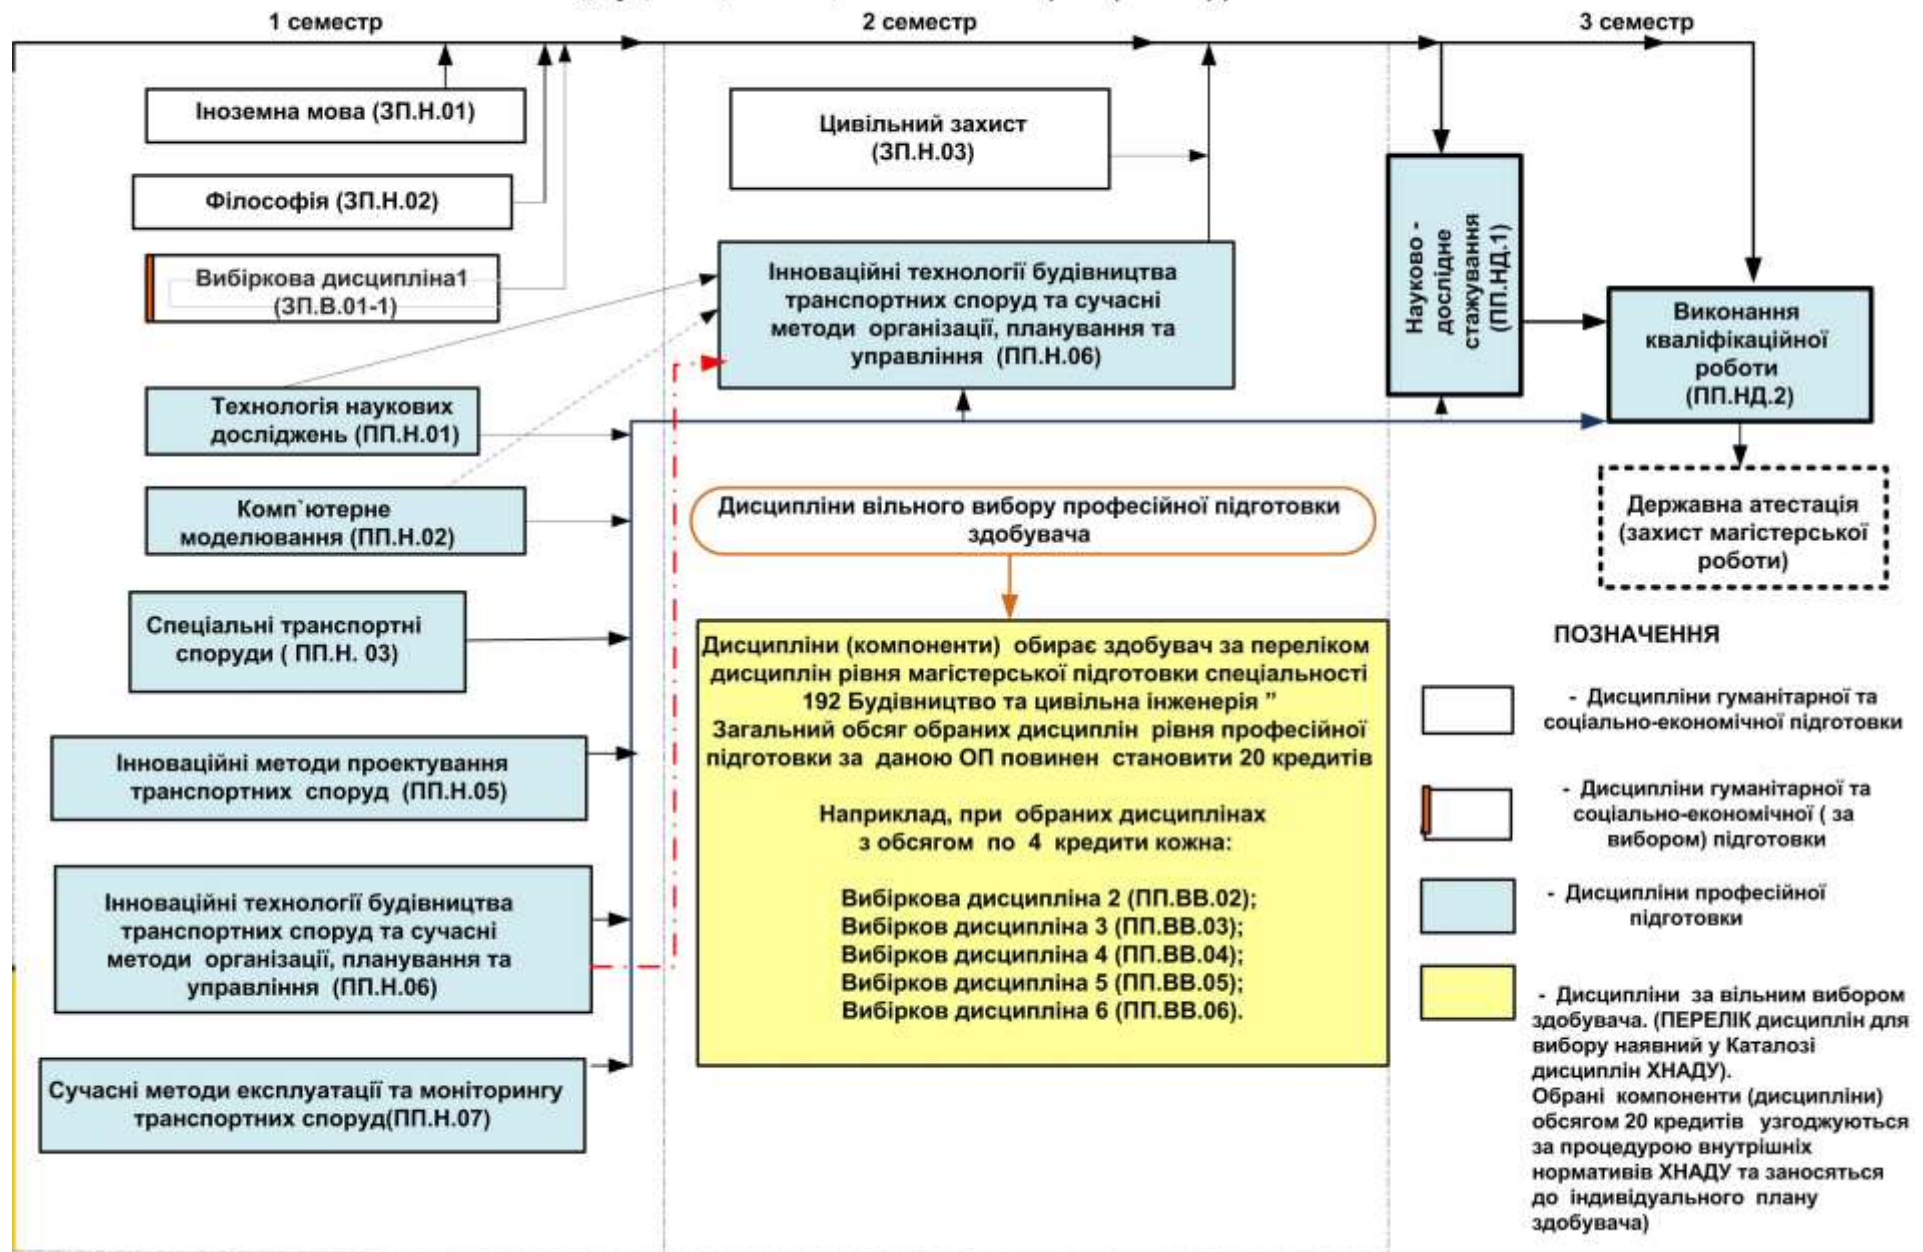 1 семестр
2 семестр
3 семестр
Іноземна мова (ЗП.Н.01)
Філософія (ЗП.Н.02)
Вибіркова дисципліна1
(ЗП.В.01-1)
Технологія наукових
досліджень (ПП.Н.01)
Комп`ютерне
моделювання (ПП.Н.02)
Спеціальні транспортні
споруди ( ПП.Н. 03)
Інноваційні методи проектування
транспортних споруд (ПП.Н.05)
Інноваційні технології будівництва
транспортних споруд та сучасні
методи організації, планування та
управління (ПП.Н.06)
Сучасні методи експлуатації та моніторингу
транспортних споруд(ПП.Н.07)
Цивільний захист
(ЗП.Н.03)
Інноваційні технології будівництва
транспортних споруд та сучасні
методи організації, планування та
управління (ПП.Н.06)
Дисципліни вільного вибору професійної підготовки
здобувача
Дисципліни (компоненти) обирає здобувач за переліком
дисциплін рівня магістерської підготовки спеціальності
192 Будівництво та цивільна інженерія ”
Загальний обсяг обраних дисциплін рівня професійної
підготовки за даною ОП повинен становити 20 кредитів
Наприклад, при обраних дисциплінах
з обсягом по 4 кредити кожна:
Вибіркова дисципліна 2 (ПП.ВВ.02);
Вибірков дисципліна 3 (ПП.ВВ.03);
Вибірков дисципліна 4 (ПП.ВВ.04);
Вибірков дисципліна 5 (ПП.ВВ.05);
Вибірков дисципліна 6 (ПП.ВВ.06).
Науково -
дослідне
стажування
(ПП.НД.1)
Виконання
кваліфікаційної
роботи
(ПП.НД.2)
Державна атестація
(захист магістерської
роботи)
ПОЗНАЧЕННЯ
- Дисципліни гуманітарної та
соціально-економічної підготовки
- Дисципліни гуманітарної та
соціально-економічної ( за
вибором) підготовки
- Дисципліни професійної
підготовки
- Дисципліни за вільним вибором
здобувача. (ПЕРЕЛІК дисциплін для
вибору наявний у Каталозі
дисциплін ХНАДУ).
Обрані компоненти (дисципліни)
обсягом 20 кредитів узгоджуються
за процедурою внутрішніх
нормативів ХНАДУ та заносяться
до індивідуального плану
здобувача)